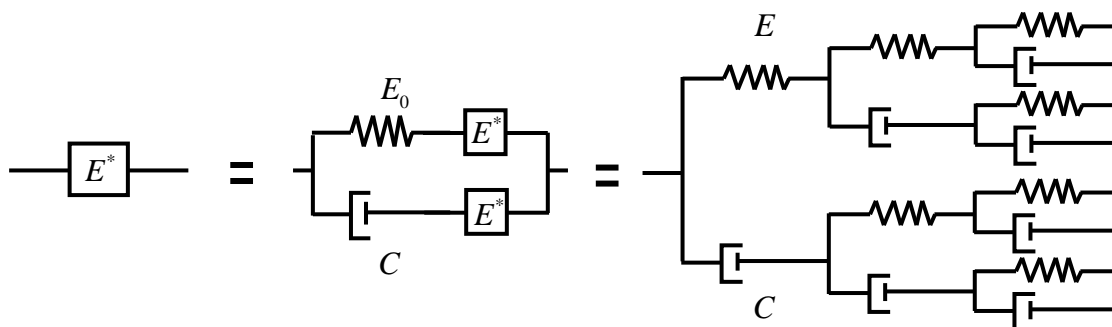 E* = E₀ E* = E
C E* C